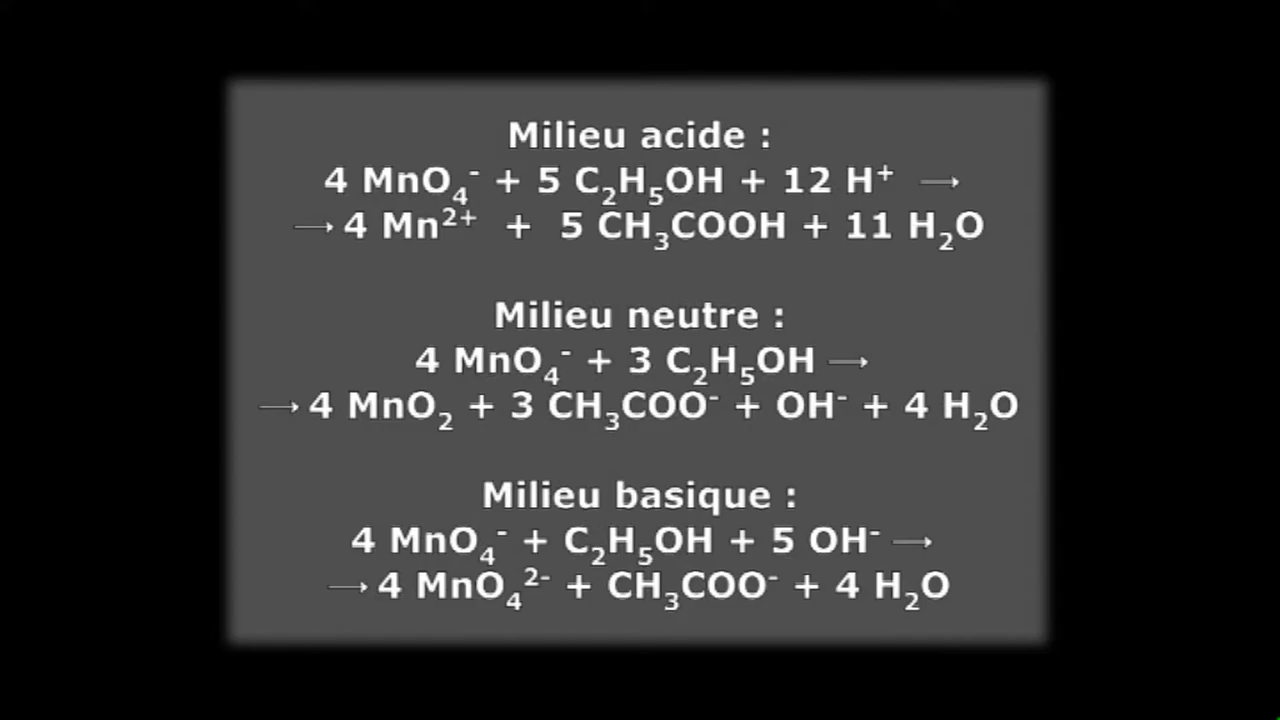 Milieu acide :
4 MnO₄⁻ + 5 C₂H₅OH + 12 H⁺ →
→ 4 Mn²⁺ + 5 CH₃COOH + 11 H₂O
Milieu neutre :
4 MnO₄⁻ + 3 C₂H₅OH →
→ 4 MnO₂ + 3 CH₃COO⁻ + OH⁻ + 4 H₂O
Milieu basique :
4 MnO₄⁻ + C₂H₅OH + 5 OH⁻ →
→ 4 MnO₄²⁻ + CH₃COO⁻ + 4 H₂O